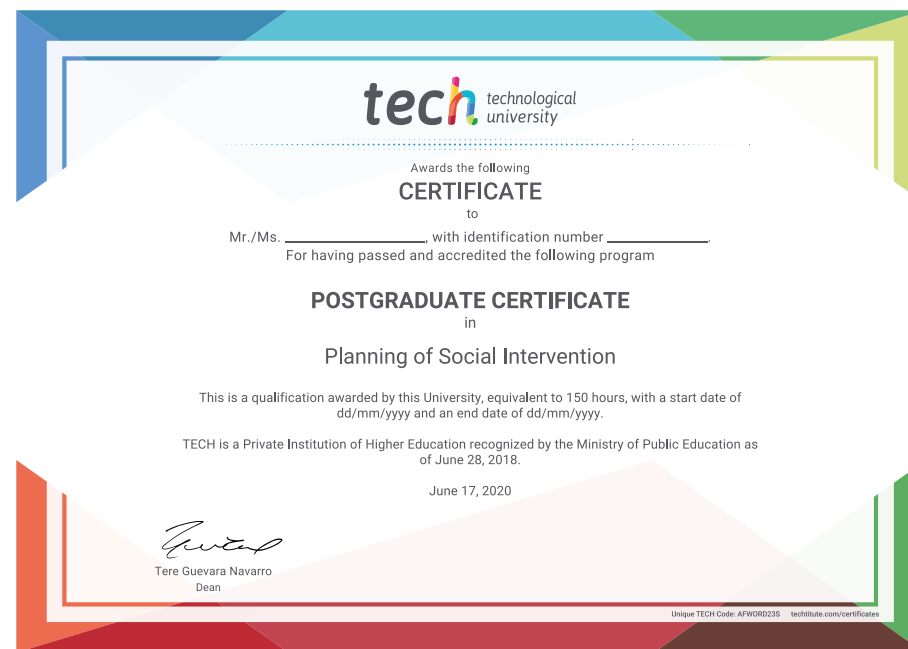 tech technological
university
Awards the following
CERTIFICATE
to
Mr./Ms. ____________________, with identification number ______________.
For having passed and accredited the following program
POSTGRADUATE CERTIFICATE
in
Planning of Social Intervention
This is a qualification awarded by this University, equivalent to 150 hours, with a start date of
dd/mm/yyyy and an end date of dd/mm/yyyy.
TECH is a Private Institution of Higher Education recognized by the Ministry of Public Education as
of June 28, 2018.
June 17, 2020
Tere Guevara Navarro
Dean
Unique TECH Code: AFWORD23S techtitute.com/certificates